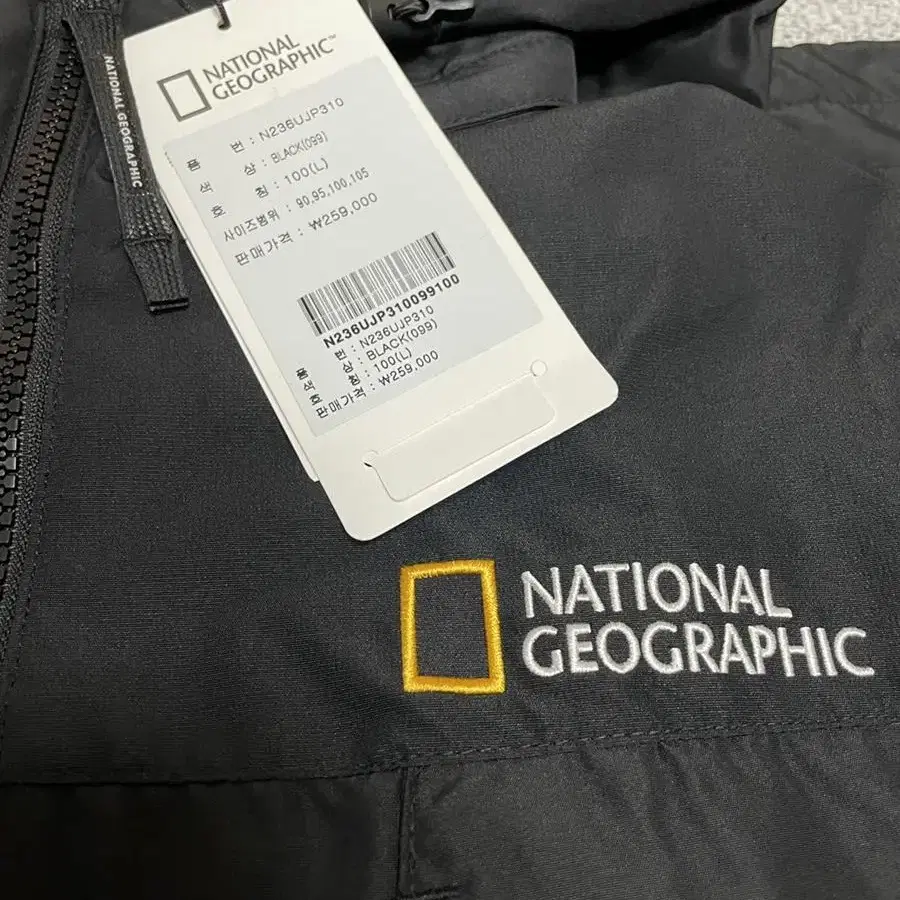 NATIONAL GEOGRAPHIC
NATIONAL
GEOGRAPHIC™
품 번 : N236UJP310
색 상 : BLACK(099)
호 칭 : 100(L)
사이즈범위 : 90,95,100,105
판매가격 : ₩259,000
N236UJP310099100
품 번 : N236UJP310
색 상 : BLACK(099)
호 칭 : 100(L)
판매가격 : ₩259,000
NATIONAL
GEOGRAPHIC